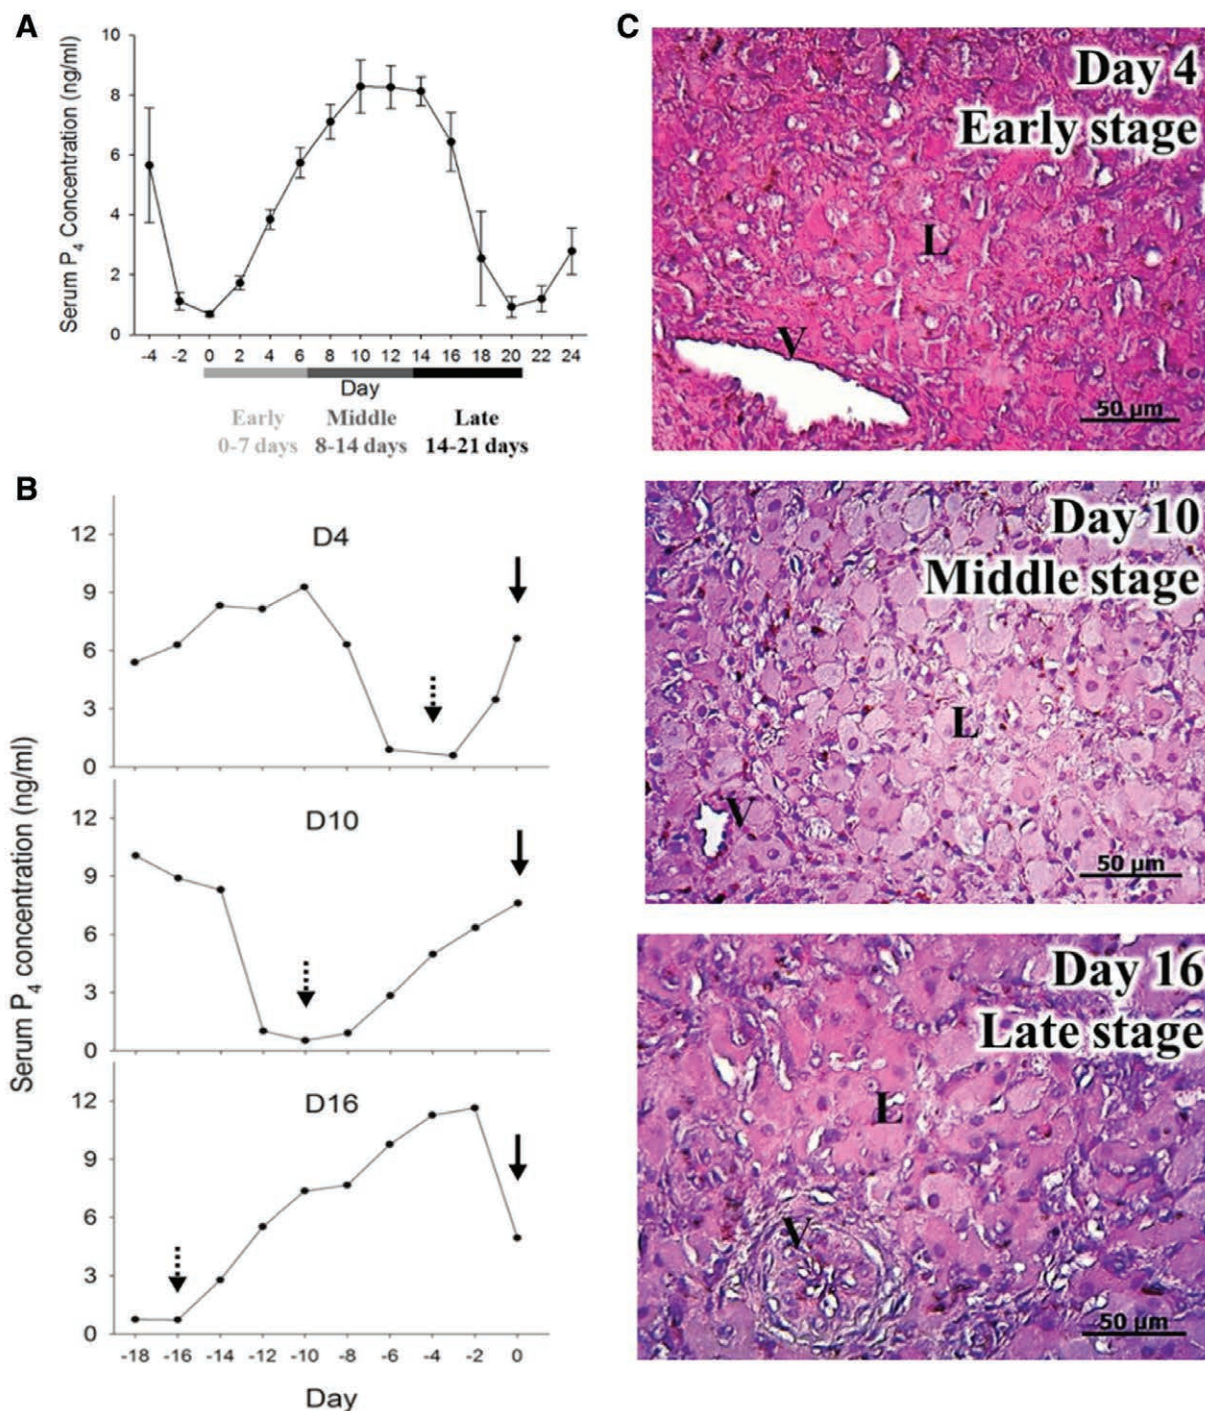 A
Serum P4 Concentration (ng/ml)
10
8
6
4
2
0
-4 -2 0 2 4 6 8 10 12 14 16 18 20 22 24
Day
Early Middle Late
0-7 days 8-14 days 14-21 days
B
Serum P4 concentration (ng/ml)
D4
12
9
6
3
0
D10
12
9
6
3
0
D16
12
9
6
3
0
-18 -16 -14 -12 -10 -8 -6 -4 -2 0
Day
C
Day 4
Early stage
L
V
50 µm
Day 10
Middle stage
L
V
50 µm
Day 16
Late stage
L
V
50 µm